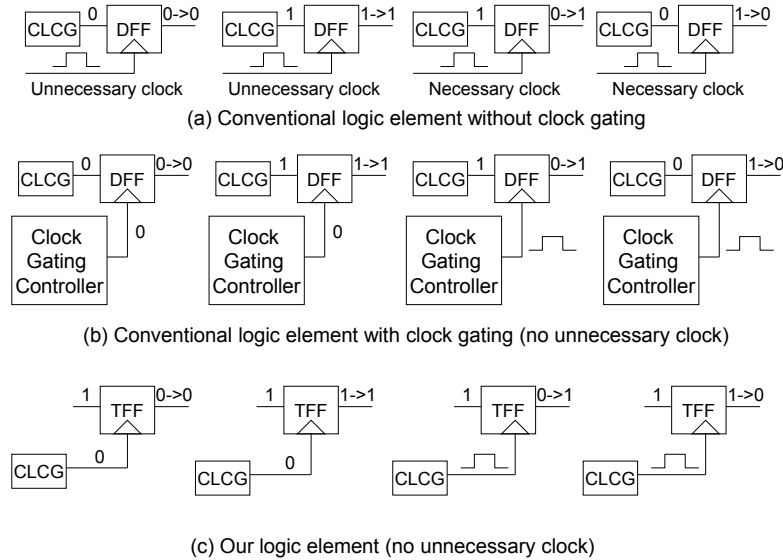 0 0->0 1 1->1 1 0->1 0 1->0
CLCG DFF CLCG DFF CLCG DFF CLCG DFF
Unnecessary clock Unnecessary clock Necessary clock Necessary clock
(a) Conventional logic element without clock gating
0 0->0 1 1->1 1 0->1 0 1->0
CLCG DFF CLCG DFF CLCG DFF CLCG DFF
0 0
Clock Gating Controller Clock Gating Controller Clock Gating Controller Clock Gating Controller
(b) Conventional logic element with clock gating (no unnecessary clock)
1 0->0 1 1->1 1 0->1 1 1->0
TFF TFF TFF TFF
0 0
CLCG CLCG CLCG CLCG
(c) Our logic element (no unnecessary clock)